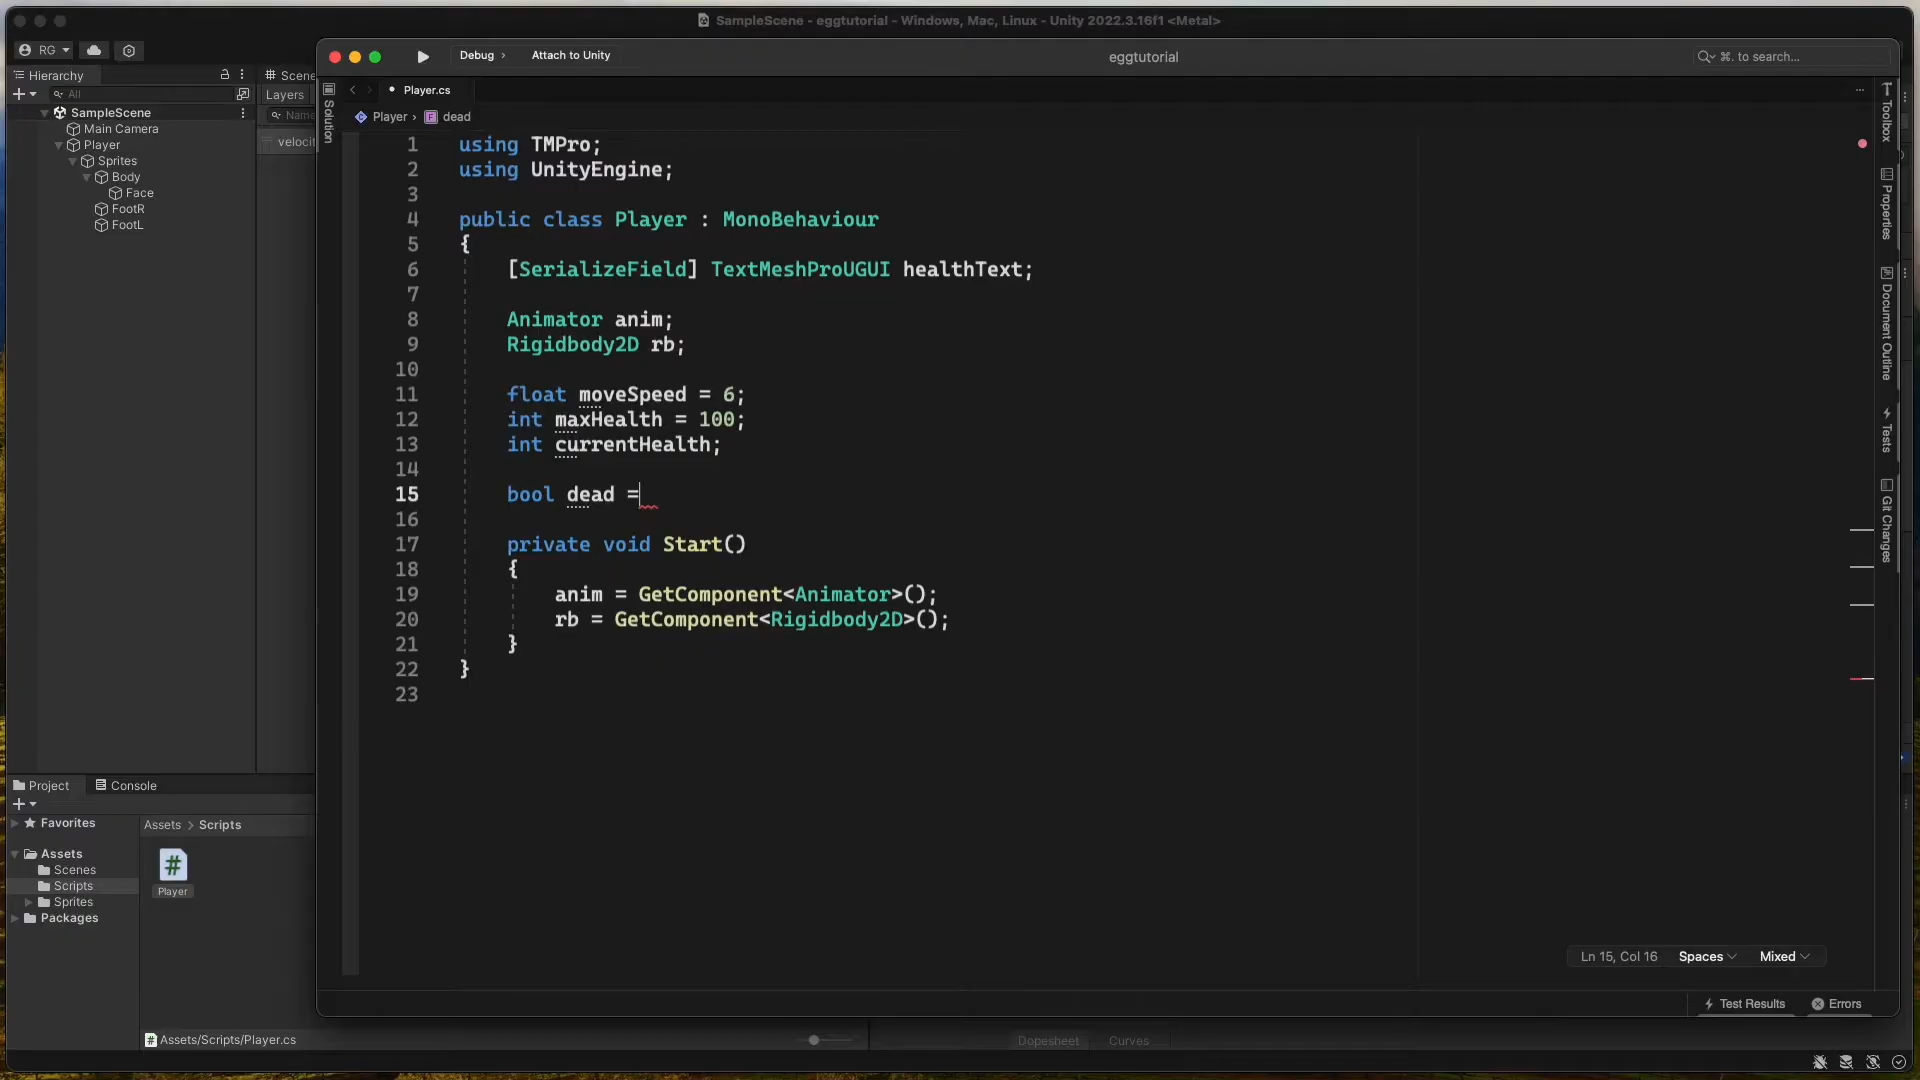 SampleScene - eggtutorial - Windows, Mac, Linux - Unity 2022.3.16f1 <Metal>
RG
Debug › Attach to Unity
eggtutorial
⌘. to search...
Hierarchy
Scene
All
Layers
SampleScene
Main Camera
Player
Sprites
Body
Face
FootR
FootL
Name
velocit
Solution
Player.cs
Player › dead
1 using TMPro;
2 using UnityEngine;
3
4 public class Player : MonoBehaviour
5 {
6 [SerializeField] TextMeshProUGUI healthText;
7
8 Animator anim;
9 Rigidbody2D rb;
10
11 float moveSpeed = 6;
12 int maxHealth = 100;
13 int currentHealth;
14
15 bool dead =
16
17 private void Start()
18 {
19 anim = GetComponent<Animator>();
20 rb = GetComponent<Rigidbody2D>();
21 }
22 }
23
Toolbox
Properties
Document Outline
Tests
Git Changes
Ln 15, Col 16 Spaces Mixed
Test Results Errors
Project Console
Favorites
Assets
Scenes
Scripts
Sprites
Packages
Assets > Scripts
Player
Assets/Scripts/Player.cs
Dopesheet Curves